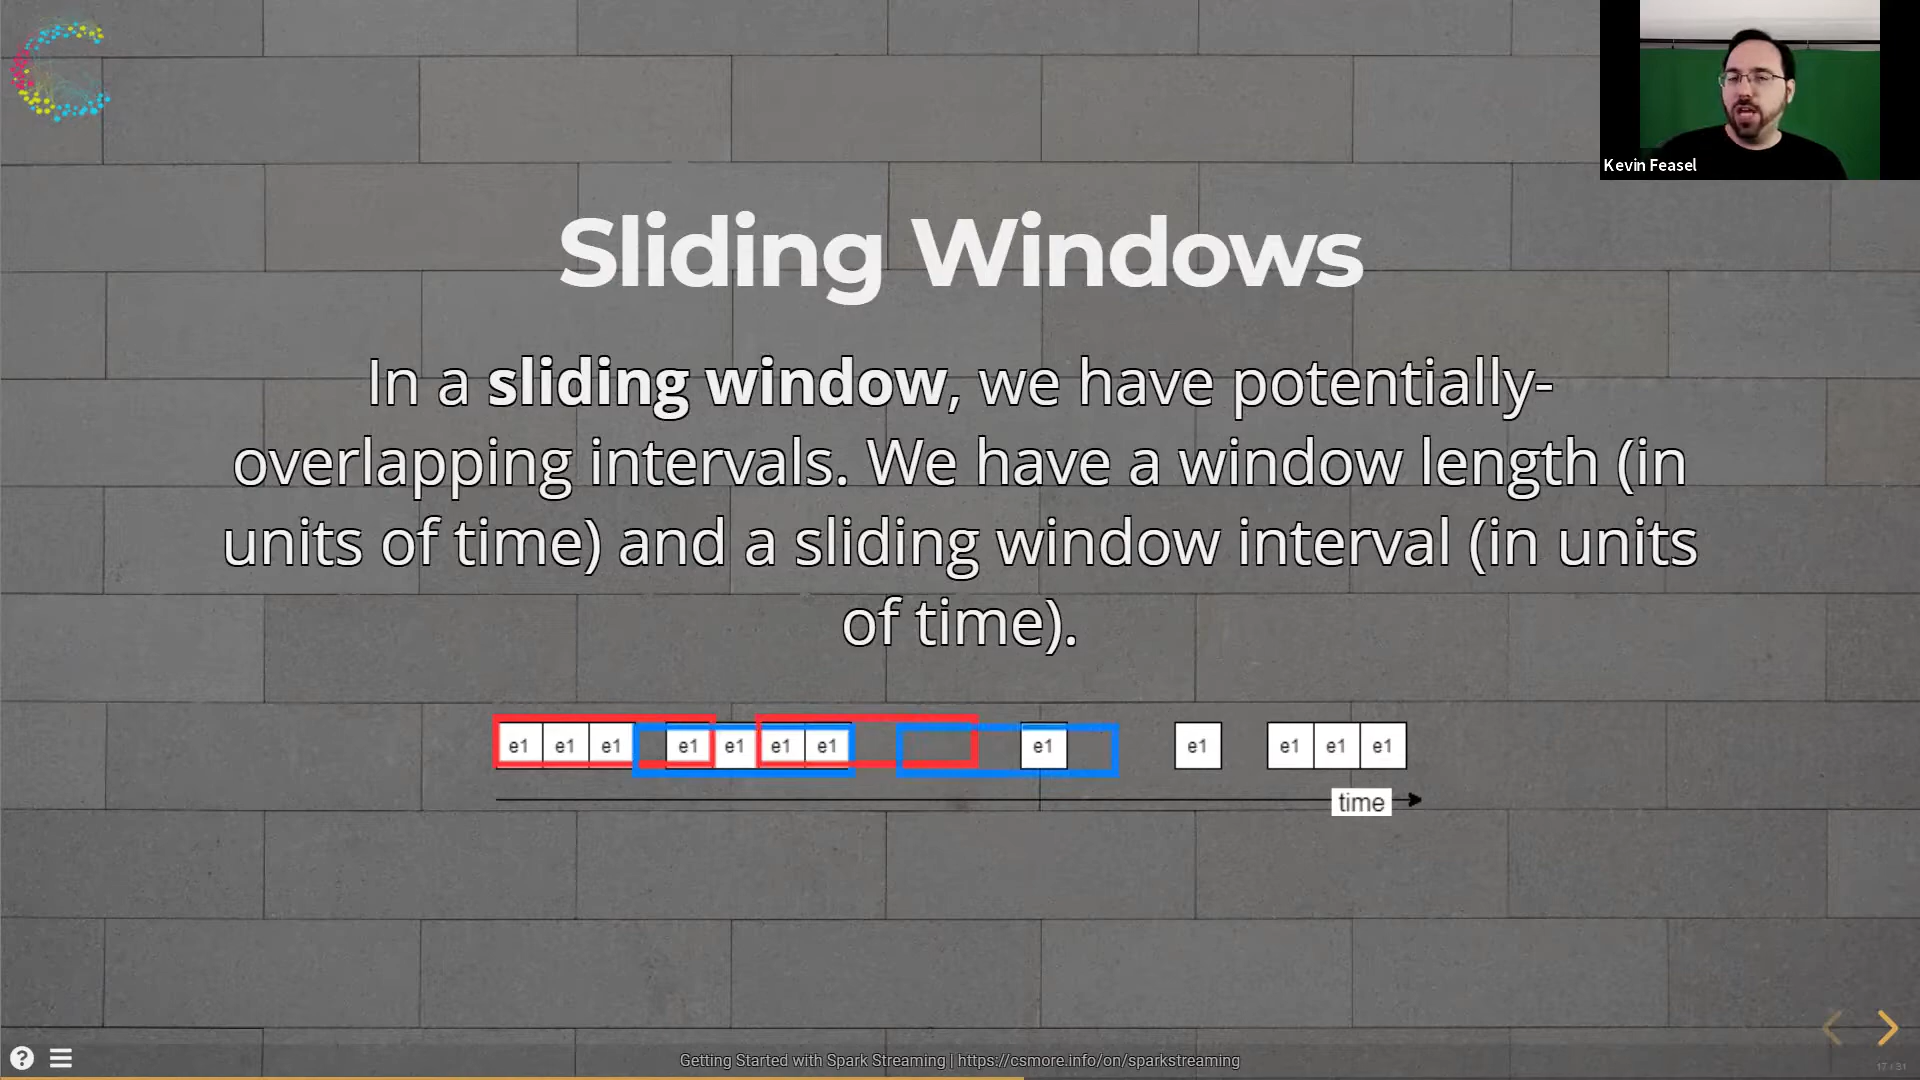 Kevin Feasel
Sliding Windows
In a sliding window, we have potentially-
overlapping intervals. We have a window length (in
units of time) and a sliding window interval (in units
of time).
e1 e1 e1 e1 e1 e1 e1 e1 e1 e1 e1 e1
time
?
Getting Started with Spark Streaming | https://csmore.info/on/sparkstreaming
17 / 31